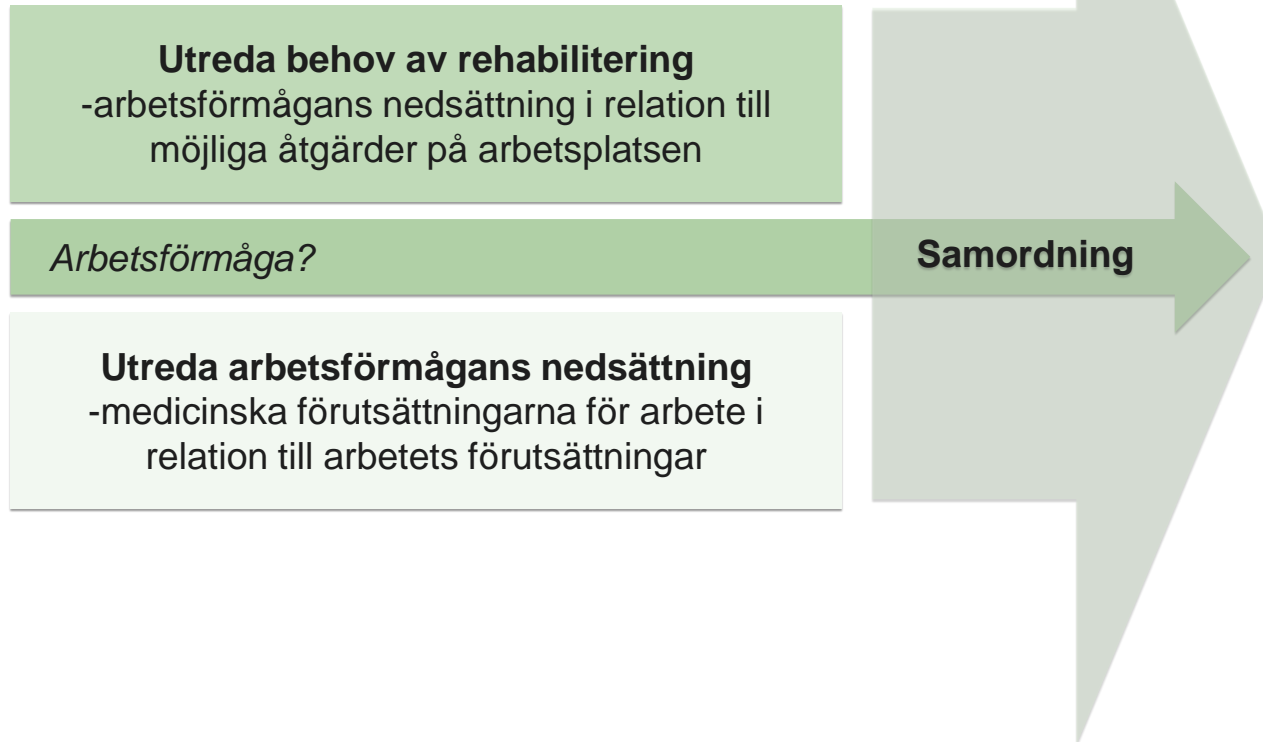 Utreda behov av rehabilitering
-arbetsförmågans nedsättning i relation till
möjliga åtgärder på arbetsplatsen
Arbetsförmåga?
Samordning
Utreda arbetsförmågans nedsättning
-medicinska förutsättningarna för arbete i
relation till arbetets förutsättningar